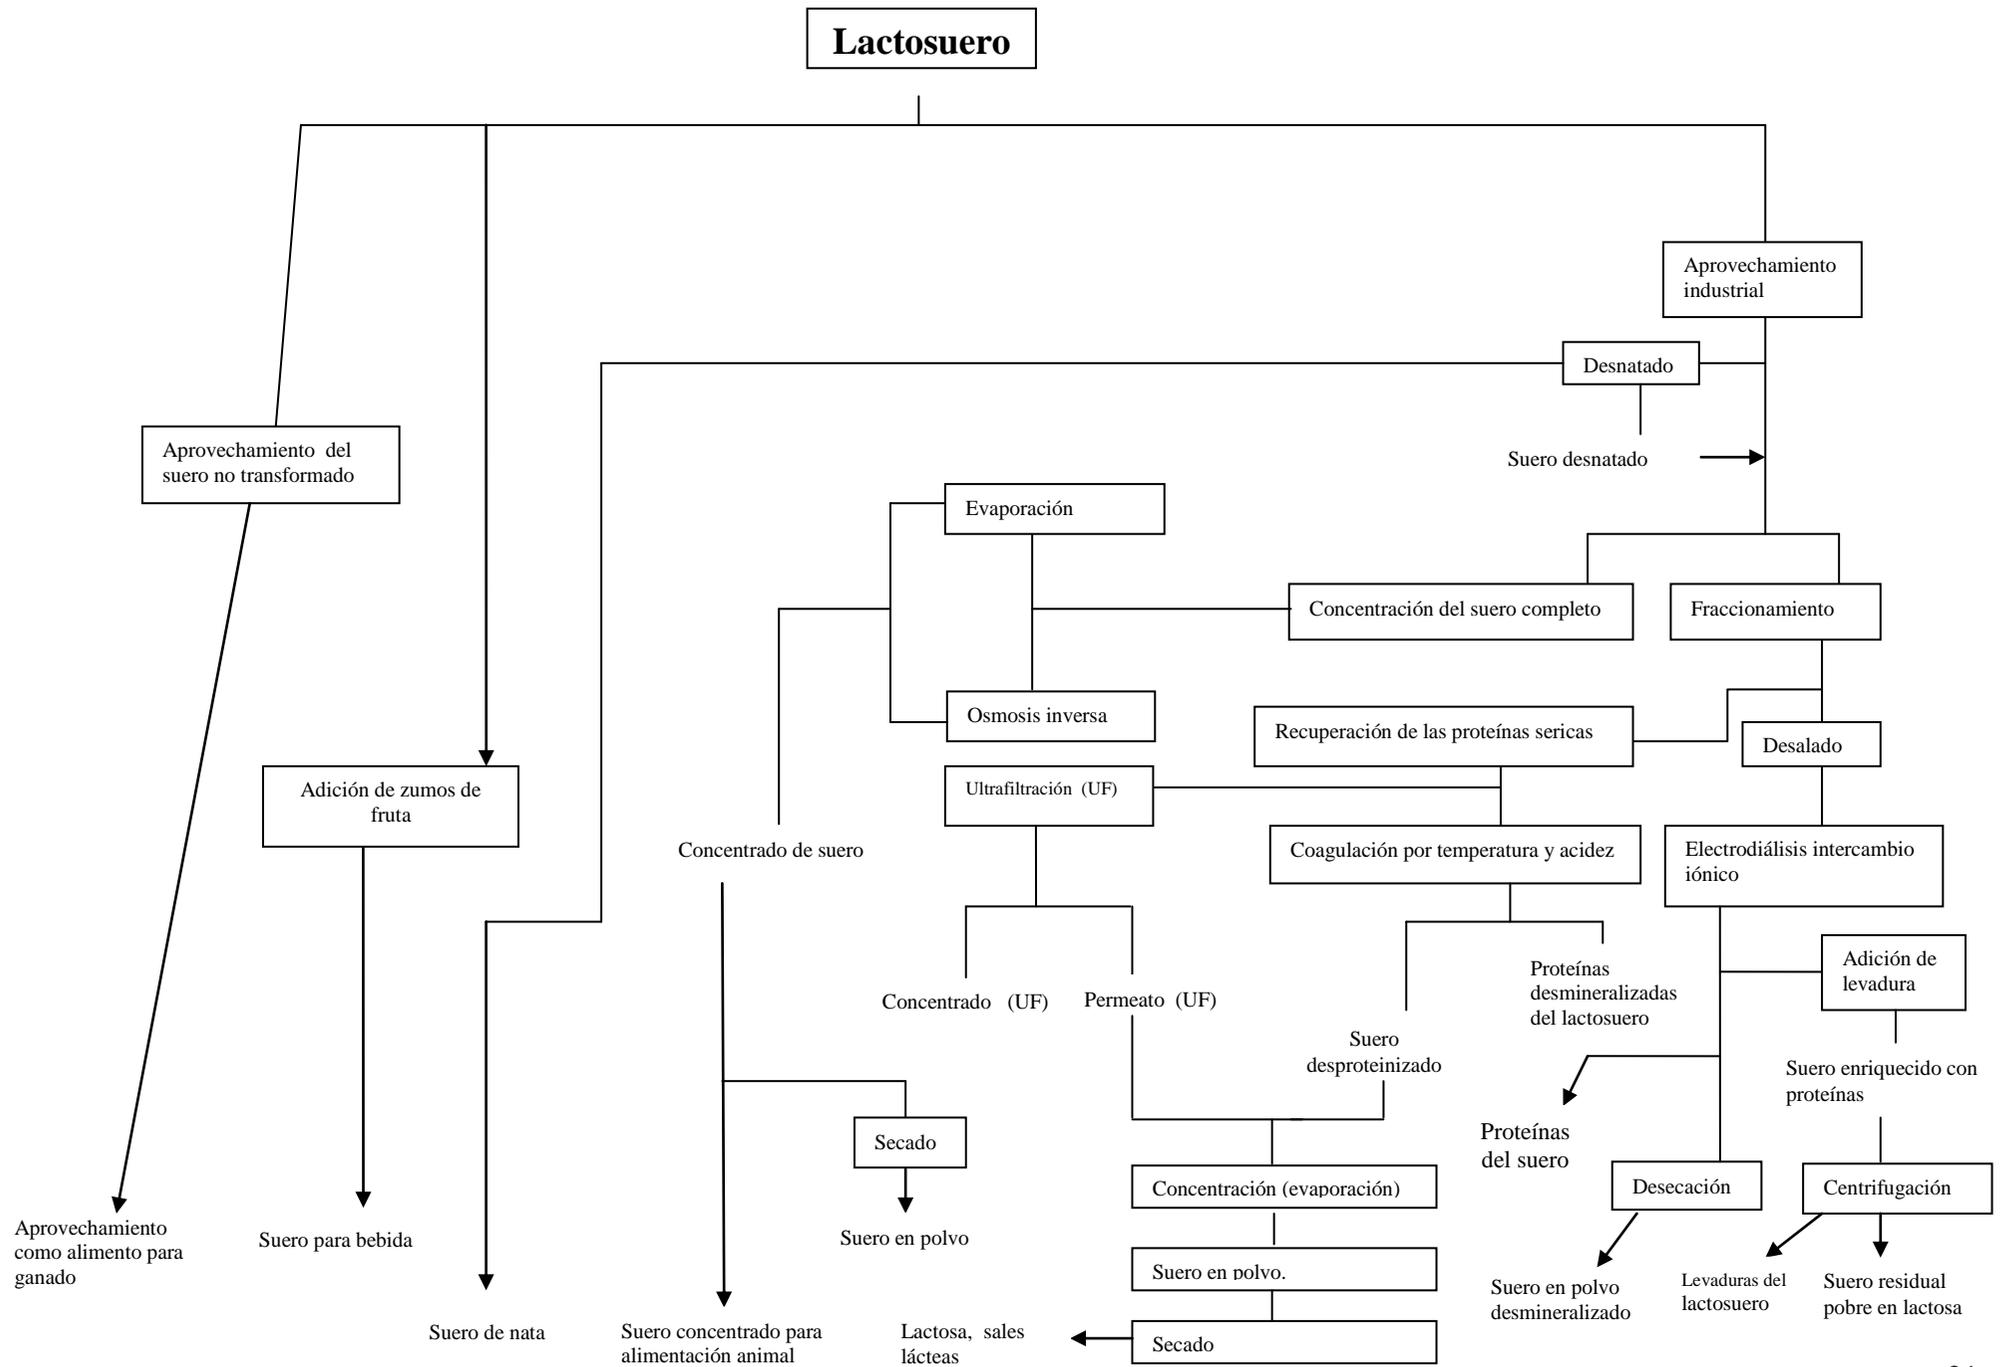 Lactosuero
Aprovechamiento
industrial
Desnatado
Suero desnatado
Aprovechamiento del
suero no transformado
Evaporación
Concentración del suero completo
Fraccionamiento
Osmosis inversa
Recuperación de las proteínas sericas
Desalado
Adición de zumos de
fruta
Ultrafiltración (UF)
Concentrado de suero
Coagulación por temperatura y acidez
Electrodiálisis intercambio
iónico
Concentrado (UF)
Permeato (UF)
Proteínas
desmineralizadas
del lactosuero
Adición de
levadura
Suero
desproteinizado
Suero enriquecido con
proteínas
Secado
Proteínas
del suero
Concentración (evaporación)
Desecación
Centrifugación
Aprovechamiento
como alimento para
ganado
Suero para bebida
Suero en polvo
Suero en polvo.
Suero en polvo
desmineralizado
Levaduras del
lactosuero
Suero residual
pobre en lactosa
Suero de nata
Suero concentrado para
alimentación animal
Lactosa, sales
lácteas
Secado